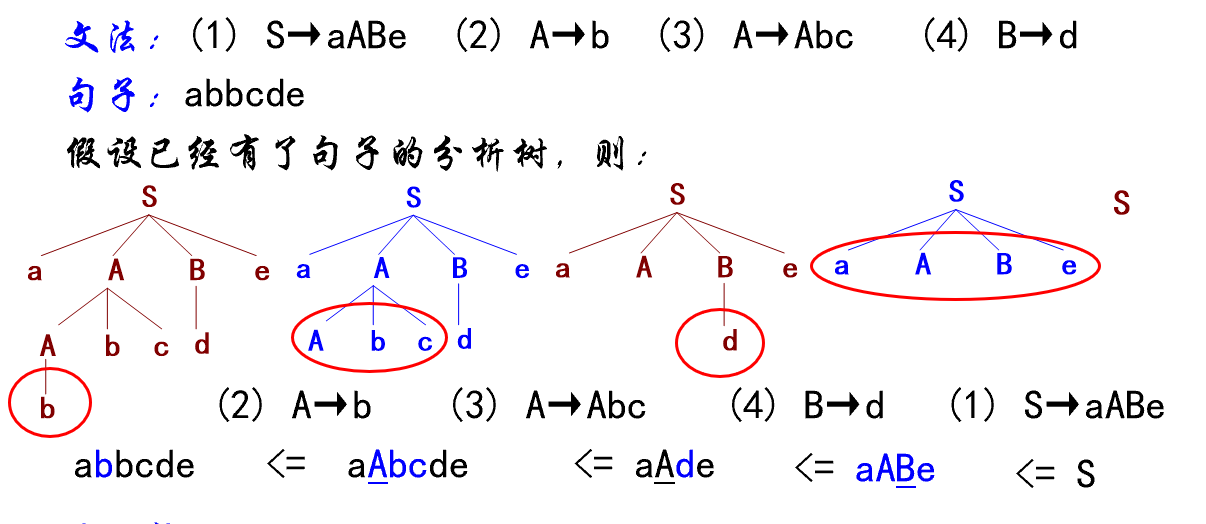 文法：(1) S→aABe (2) A→b (3) A→Abc (4) B→d
句子：abbcde
假设已经有了句子的分析树，则：
S S S S S
a A B e a A B e a A B e a A B e
A b c d A b c d d
b
(2) A→b (3) A→Abc (4) B→d (1) S→aABe
abbcde <= aAbcde <= aAde <= aABe <= S